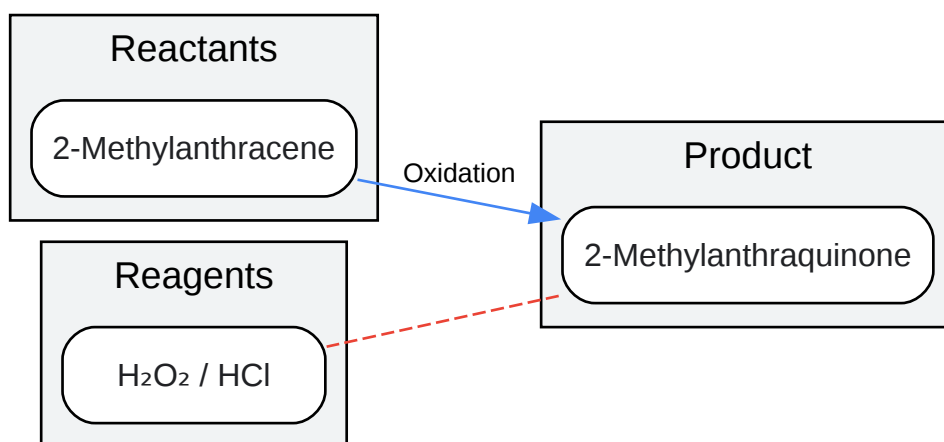 Reactants
2-Methylanthracene
Oxidation
Product
2-Methylanthraquinone
Reagents
H₂O₂ / HCl